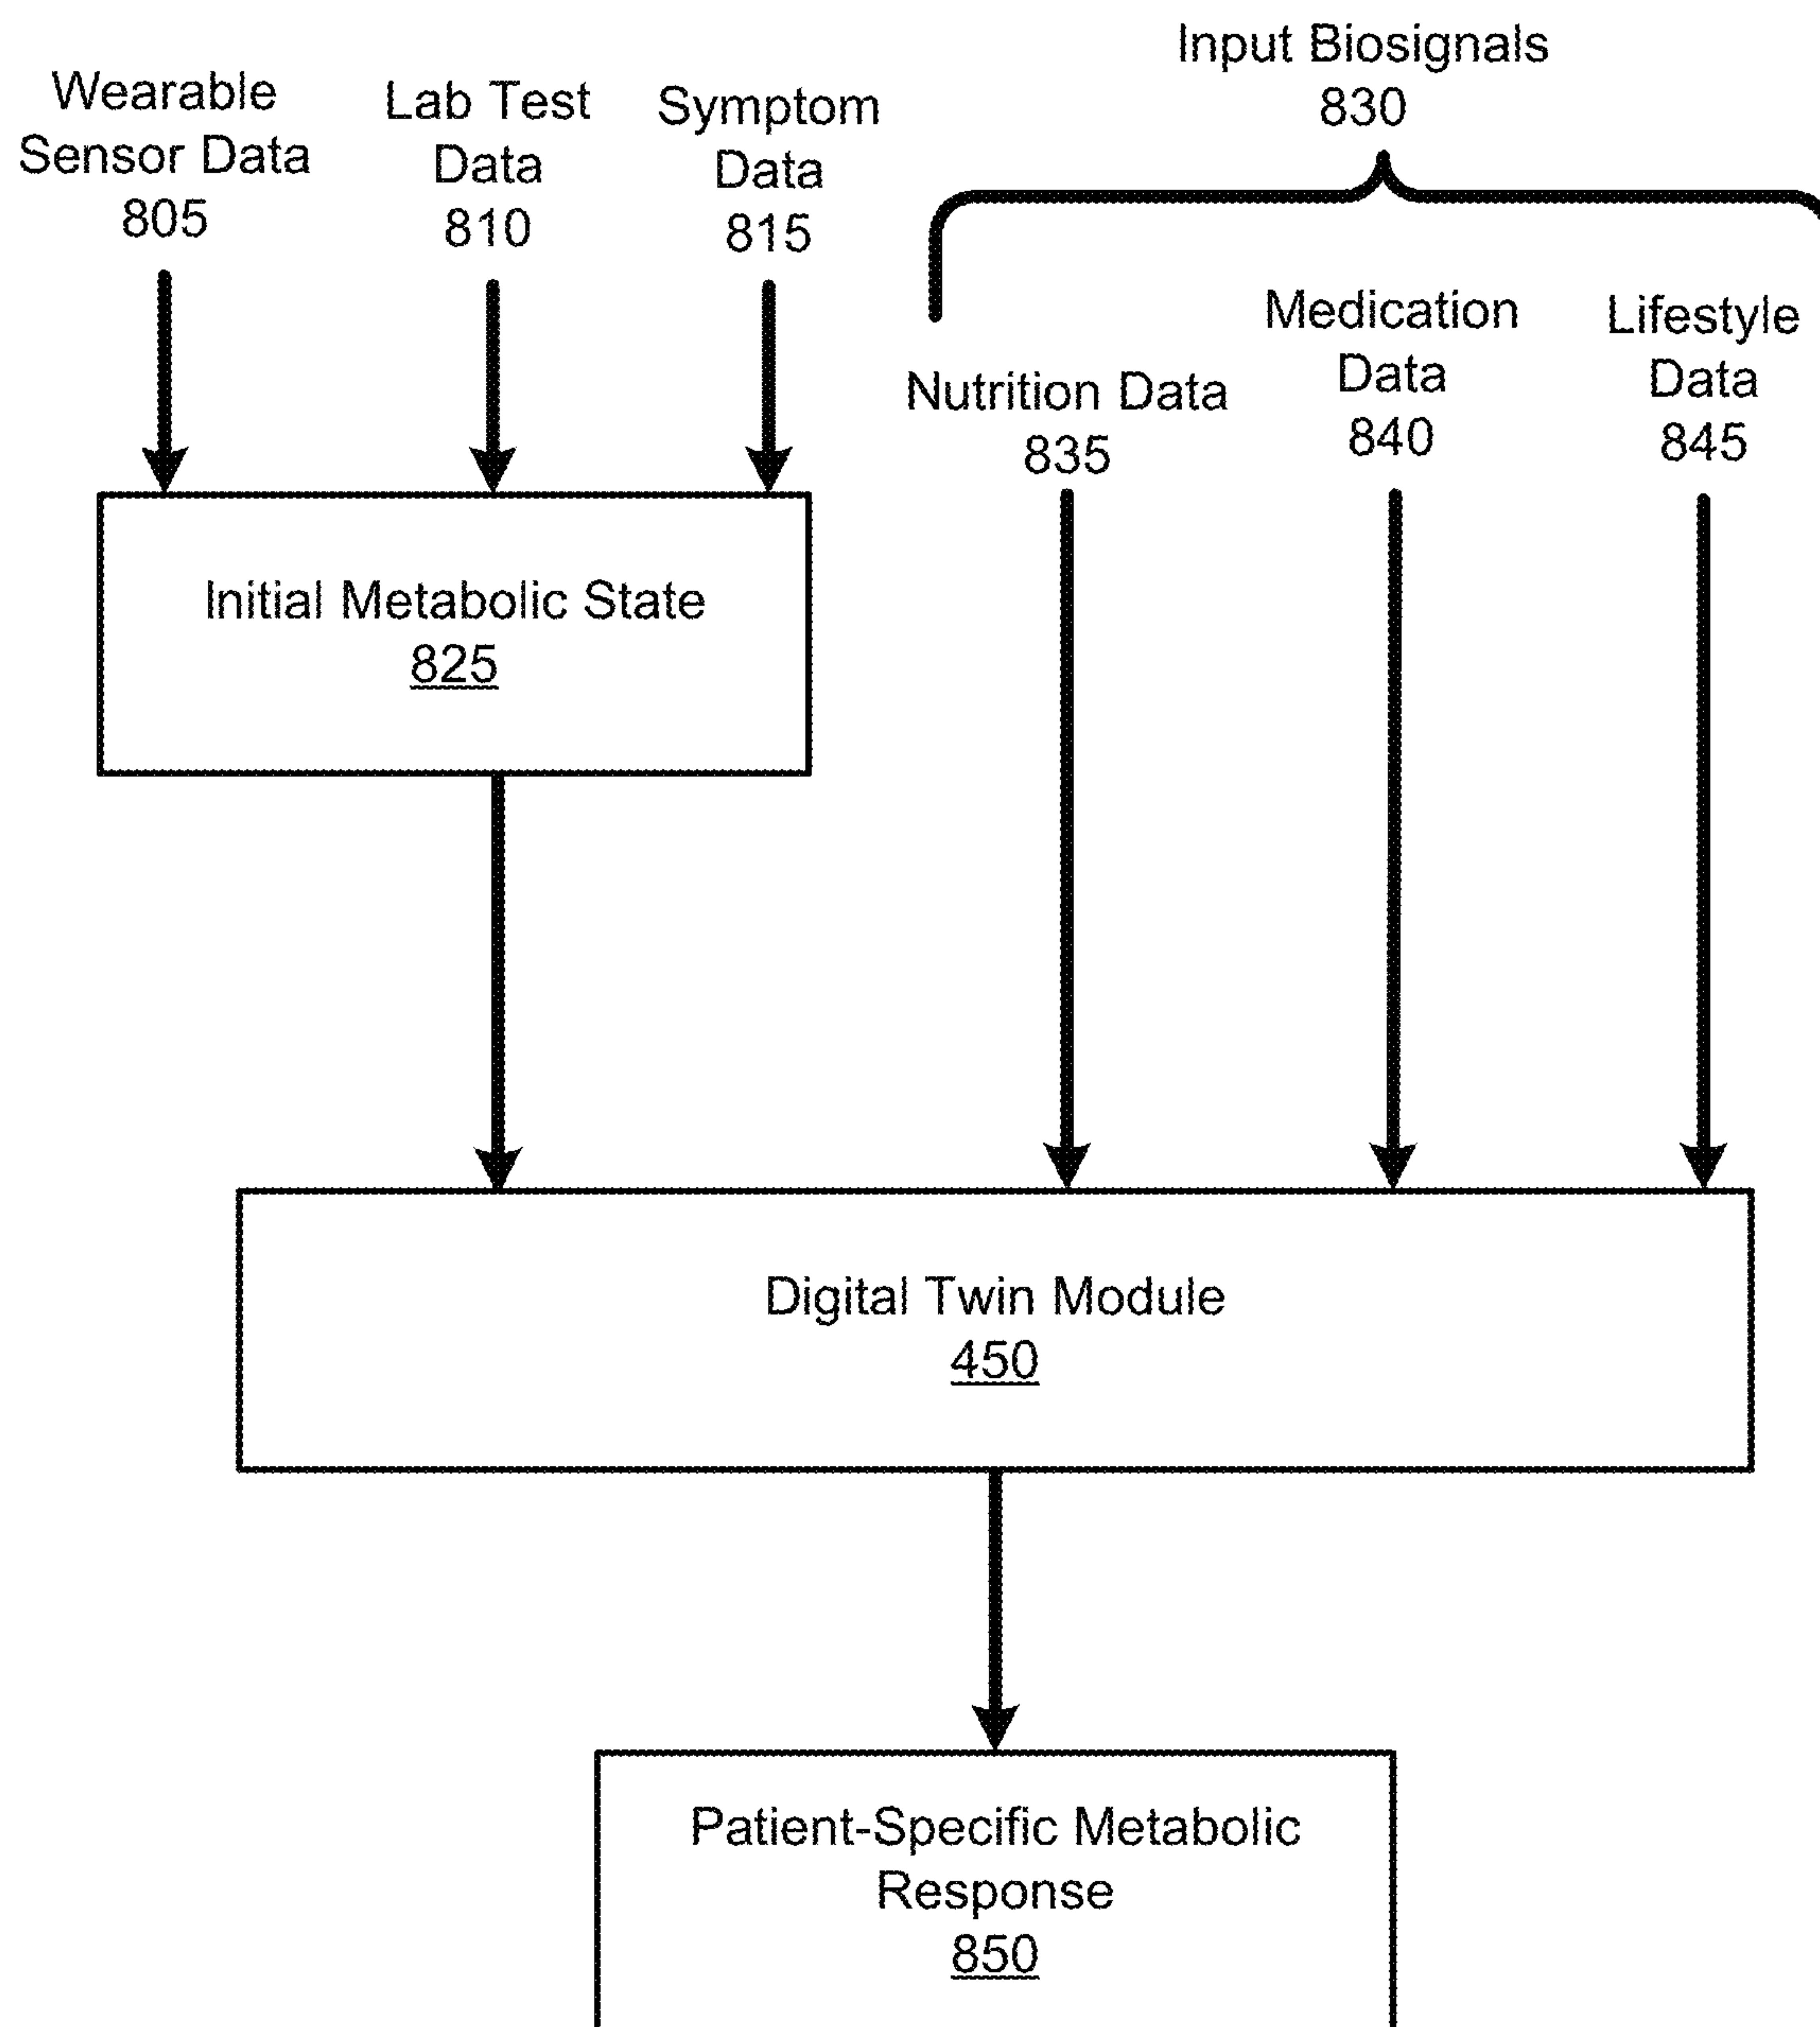 Input Biosignals
830
Wearable
Sensor Data
805
Lab Test
Data
810
Symptom
Data
815
Nutrition Data
835
Medication
Data
840
Lifestyle
Data
845
Initial Metabolic State
825
Digital Twin Module
450
Patient-Specific Metabolic
Response
850